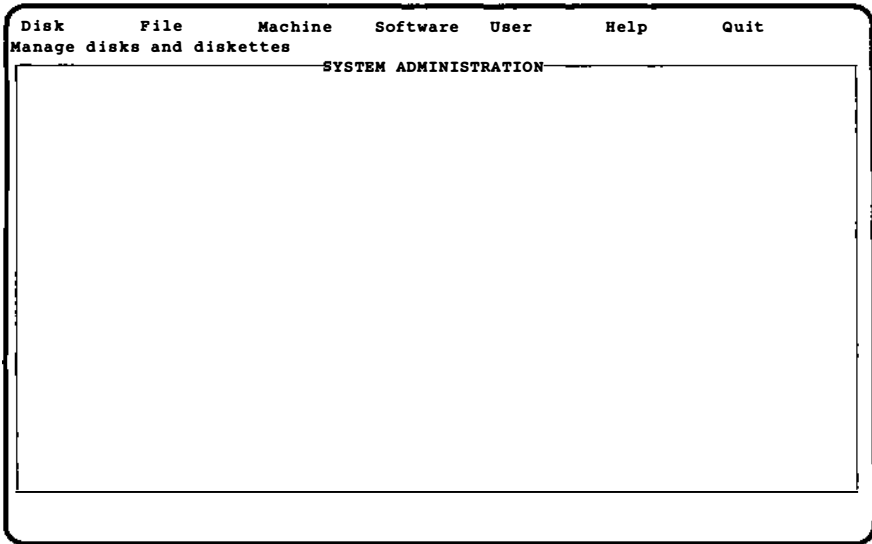 Disk File Machine Software User Help Quit
Manage disks and diskettes
SYSTEM ADMINISTRATION